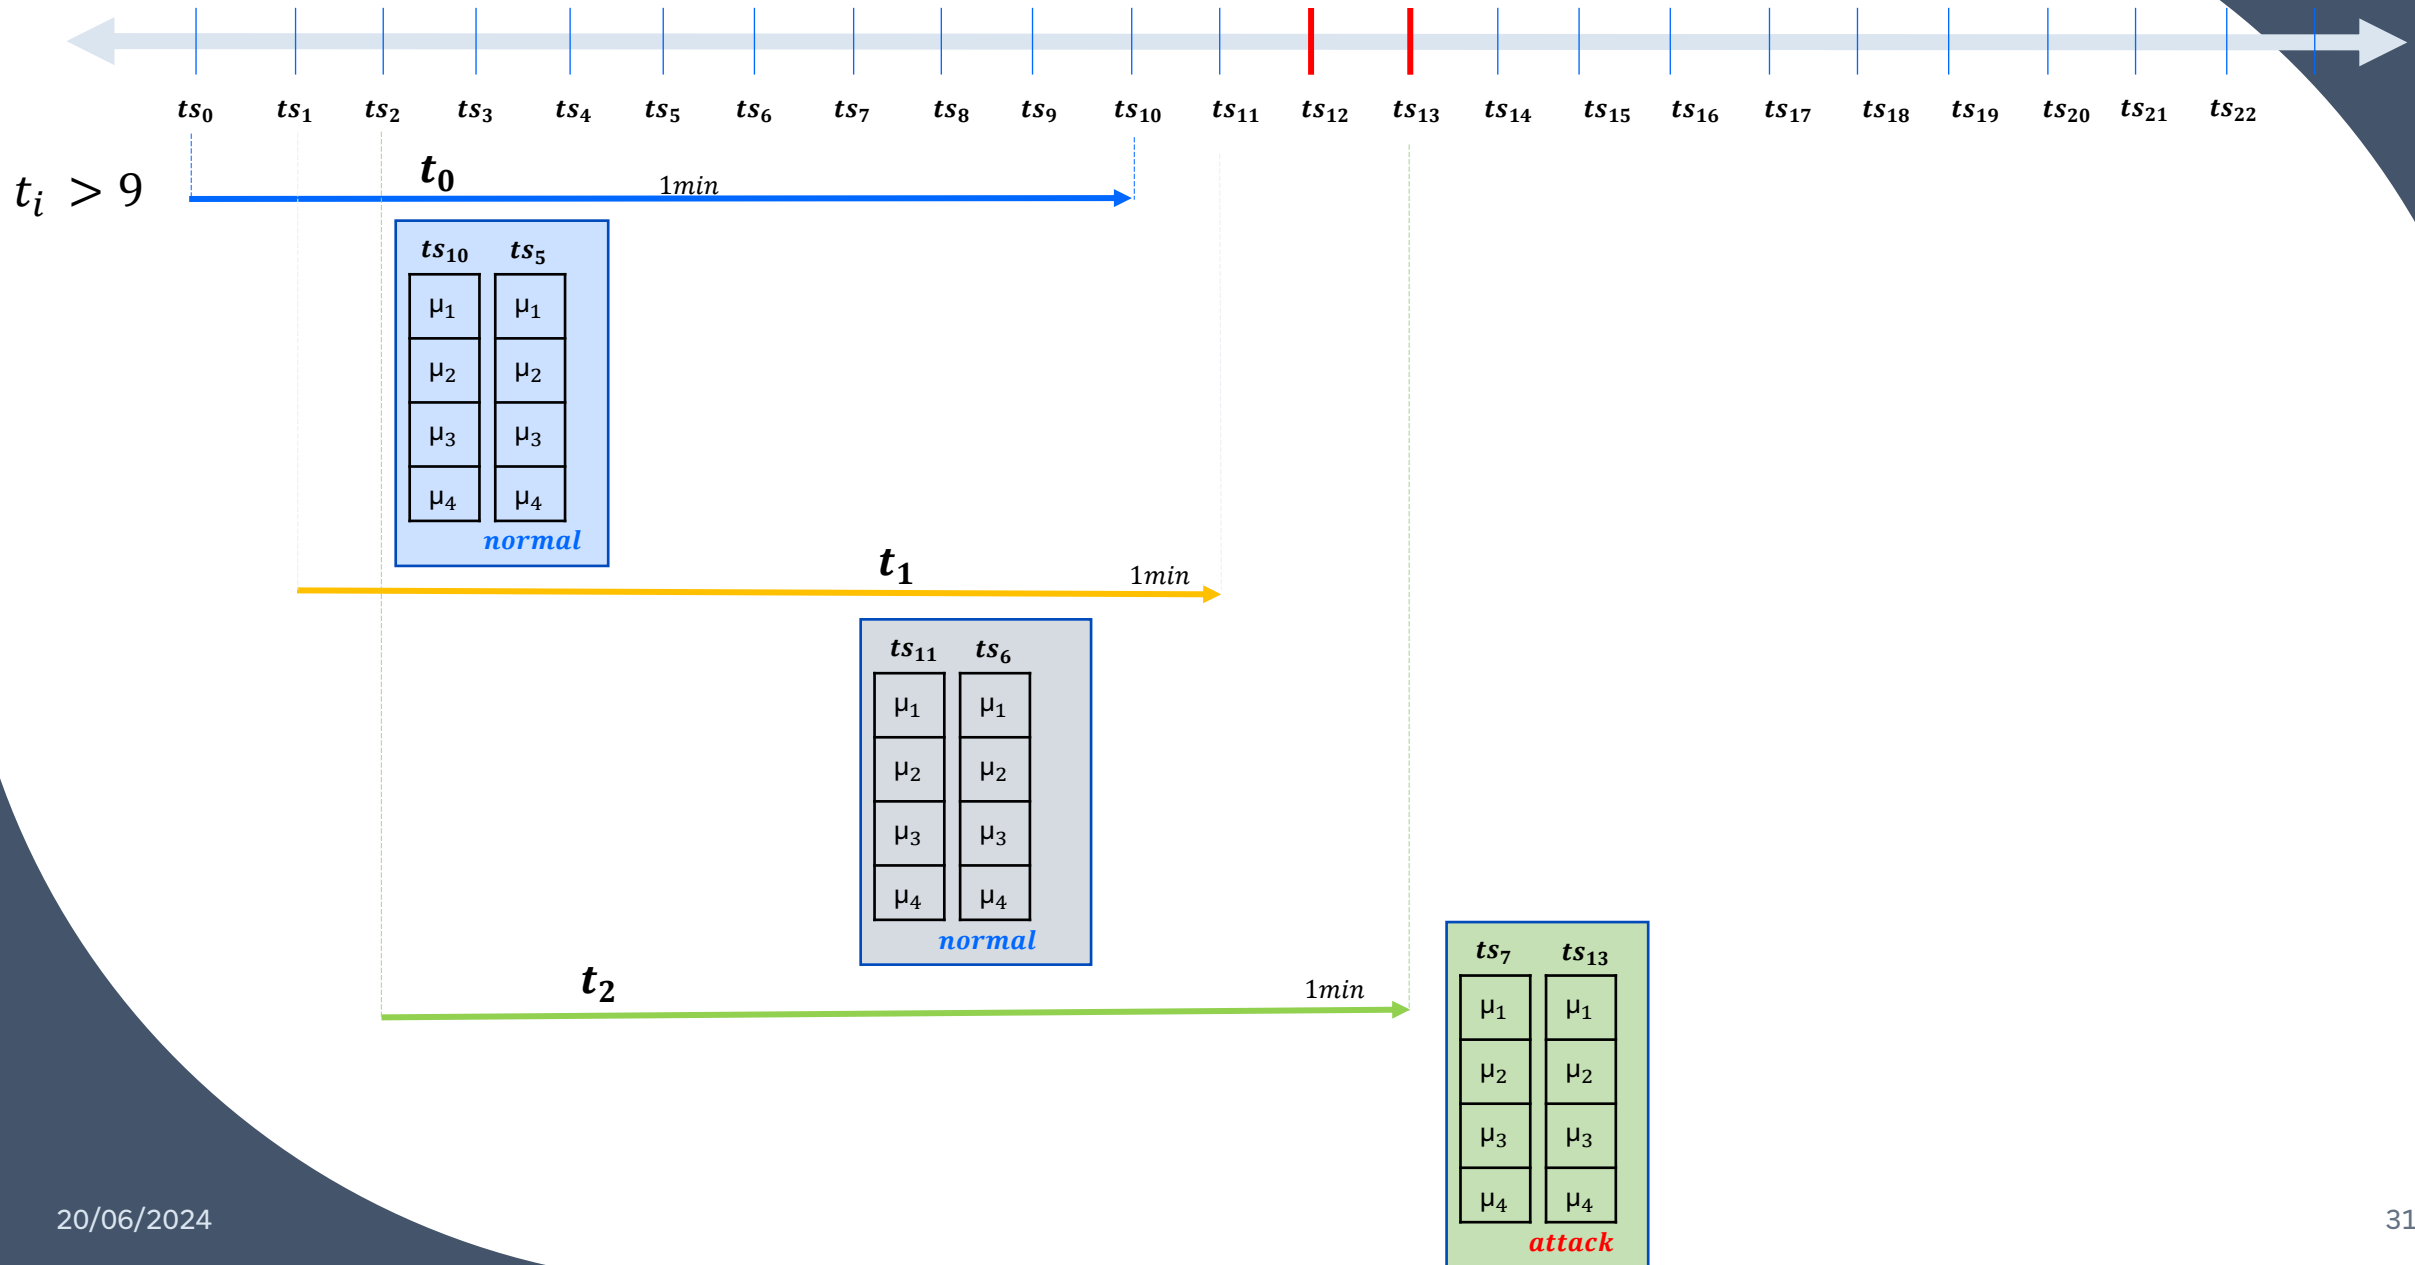 ts₀ ts₁ ts₂ ts₃ ts₄ ts₅ ts₆ ts₇ ts₈ ts₉ ts₁₀ ts₁₁ ts₁₂ ts₁₃ ts₁₄ ts₁₅ ts₁₆ ts₁₇ ts₁₈ ts₁₉ ts₂₀ ts₂₁ ts₂₂
tᵢ > 9
t₀ 1min
ts₁₀ ts₅
μ₁ μ₁
μ₂ μ₂
μ₃ μ₃
μ₄ μ₄
normal
t₁ 1min
ts₁₁ ts₆
μ₁ μ₁
μ₂ μ₂
μ₃ μ₃
μ₄ μ₄
normal
t₂ 1min
ts₇ ts₁₃
μ₁ μ₁
μ₂ μ₂
μ₃ μ₃
μ₄ μ₄
attack
20/06/2024
31